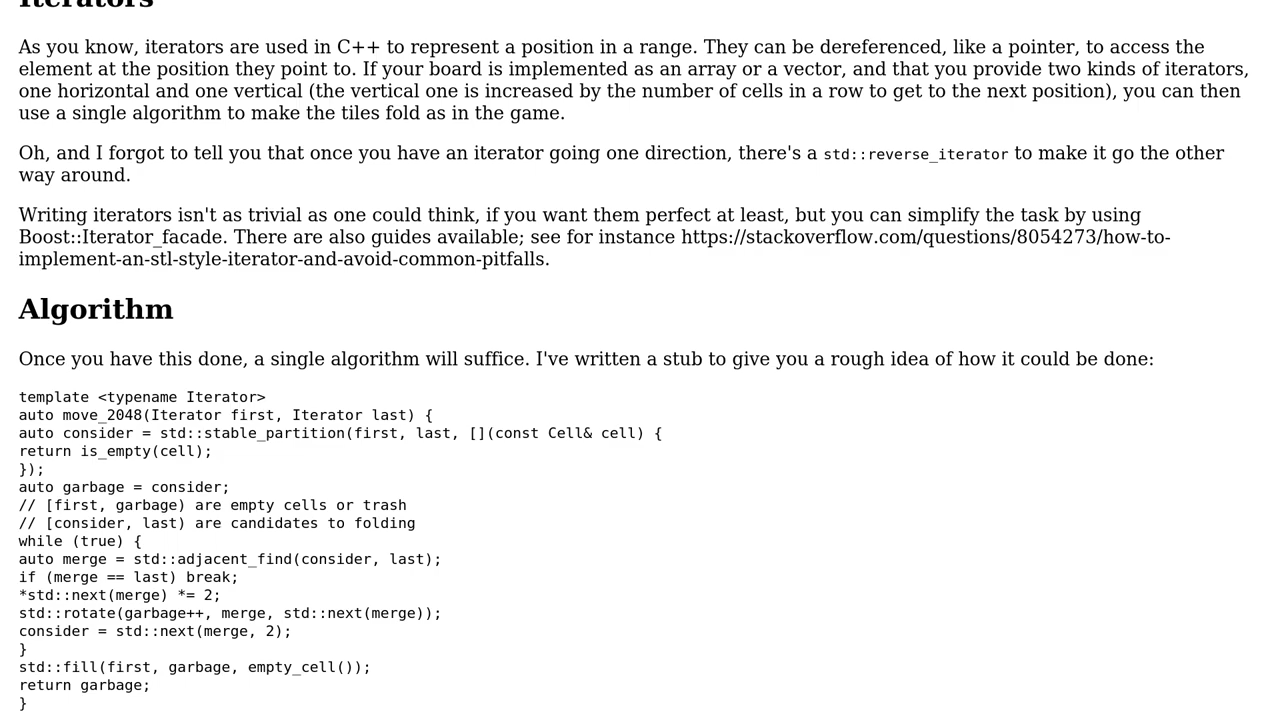 Iterators
As you know, iterators are used in C++ to represent a position in a range. They can be dereferenced, like a pointer, to access the
element at the position they point to. If your board is implemented as an array or a vector, and that you provide two kinds of iterators,
one horizontal and one vertical (the vertical one is increased by the number of cells in a row to get to the next position), you can then
use a single algorithm to make the tiles fold as in the game.
Oh, and I forgot to tell you that once you have an iterator going one direction, there's a std::reverse_iterator to make it go the other
way around.
Writing iterators isn't as trivial as one could think, if you want them perfect at least, but you can simplify the task by using
Boost::Iterator_facade. There are also guides available; see for instance https://stackoverflow.com/questions/8054273/how-to-
implement-an-stl-style-iterator-and-avoid-common-pitfalls.
Algorithm
Once you have this done, a single algorithm will suffice. I've written a stub to give you a rough idea of how it could be done:
template <typename Iterator>
auto move_2048(Iterator first, Iterator last) {
auto consider = std::stable_partition(first, last, [](const Cell& cell) {
return is_empty(cell);
});
auto garbage = consider;
// [first, garbage) are empty cells or trash
// [consider, last) are candidates to folding
while (true) {
auto merge = std::adjacent_find(consider, last);
if (merge == last) break;
*std::next(merge) *= 2;
std::rotate(garbage++, merge, std::next(merge));
consider = std::next(merge, 2);
}
std::fill(first, garbage, empty_cell());
return garbage;
}